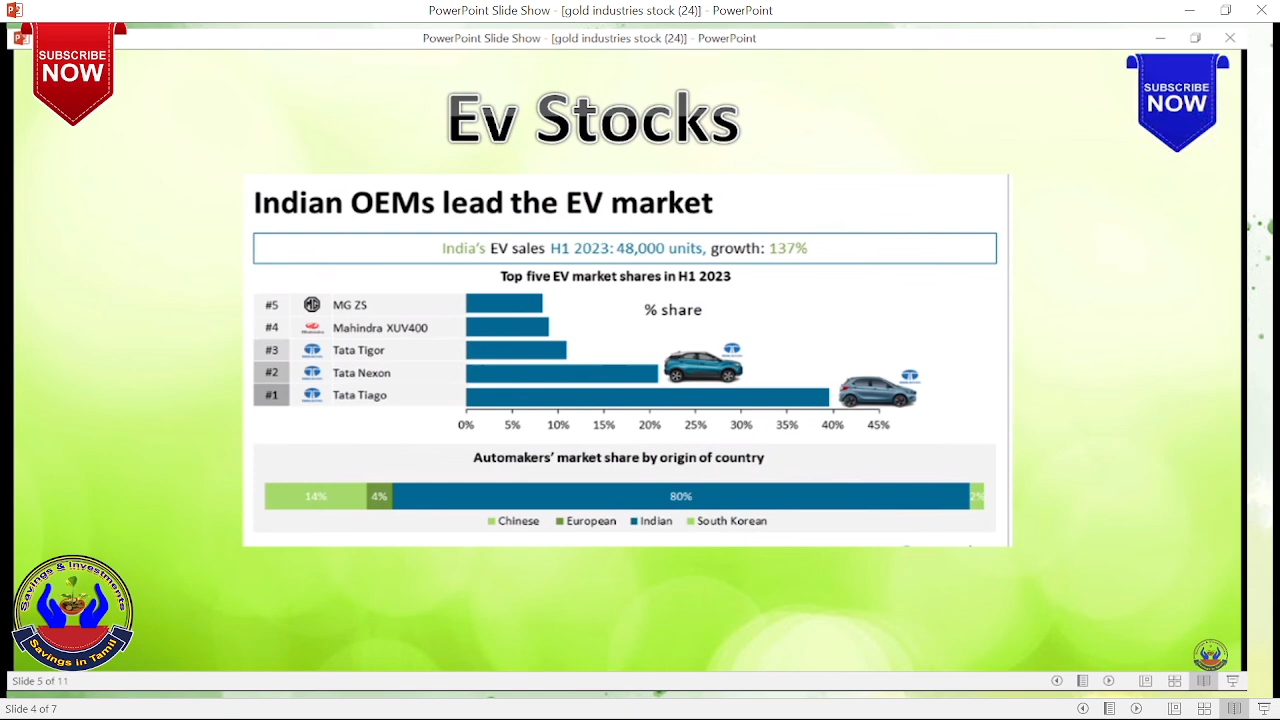 PowerPoint Slide Show - [gold industries stock (24)] - PowerPoint
PowerPoint Slide Show - [gold industries stock (24)] - PowerPoint
SUBSCRIBE
NOW
SUBSCRIBE
NOW
Ev Stocks
Indian OEMs lead the EV market
India's EV sales H1 2023: 48,000 units, growth: 137%
Top five EV market shares in H1 2023
% share
#5 MG MG ZS
#4 Mahindra XUV400
#3 Tata Tigor
#2 Tata Nexon
#1 Tata Tiago
0% 5% 10% 15% 20% 25% 30% 35% 40% 45%
Automakers' market share by origin of country
14% 4% 80% 2%
Chinese European Indian South Korean
Savings & Investments
Savings in Tamil
Slide 5 of 11
Slide 4 of 7